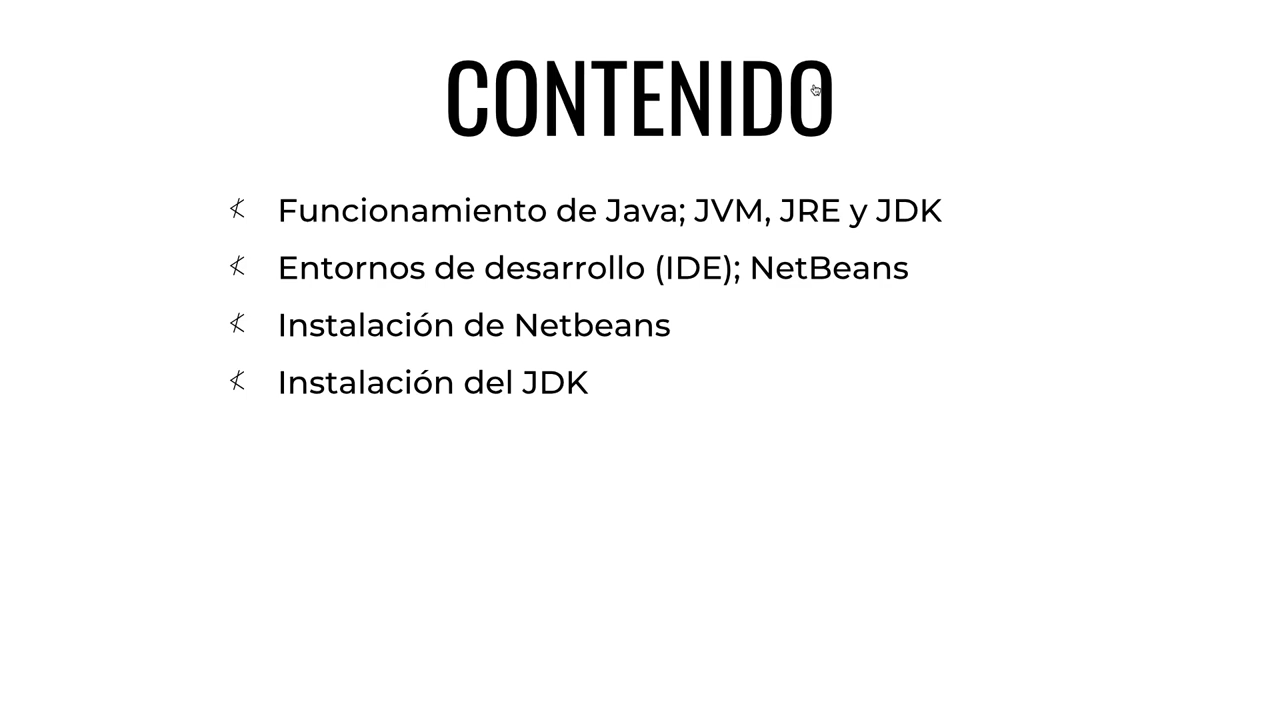 CONTENIDO
Funcionamiento de Java; JVM, JRE y JDK
Entornos de desarrollo (IDE); NetBeans
Instalación de Netbeans
Instalación del JDK